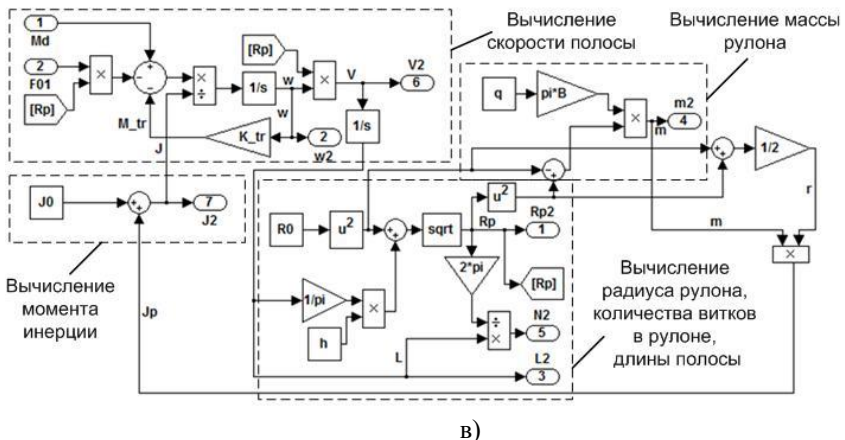 1
Md
2
F01
[Rp]
×
+
-
-
M_tr
J
×
÷
1/s
w
w
K_tr
2
w2
[Rp]
×
V
1/s
V2
6
Вычисление
скорости полосы
Вычисление массы
рулона
q
pi*B
×
m
m2
4
J0
+
+
7
J2
Вычисление
момента
инерции
Jp
R0
u²
+
+
sqrt
Rp
u²
-
+
Rp2
1
[Rp]
2*pi
1/pi
×
h
÷
×
N2
5
L
L2
3
+
+
1/2
r
m
×
Вычисление
радиуса рулона,
количества витков
в рулоне,
длины полосы
в)